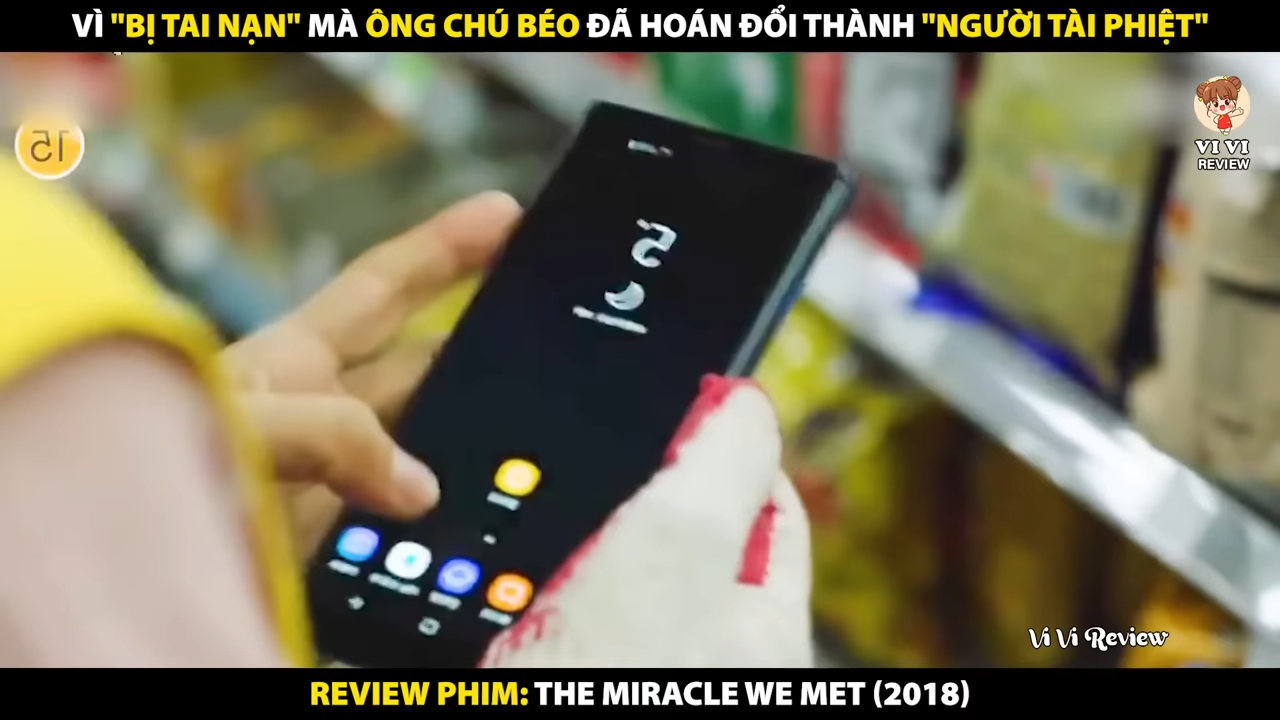 VÌ "BỊ TAI NẠN" MÀ ÔNG CHÚ BÉO ĐÃ HOÁN ĐỔI THÀNH "NGƯỜI TÀI PHIỆT"
15
VI VI
REVIEW
Vi Vi Review
REVIEW PHIM: THE MIRACLE WE MET (2018)